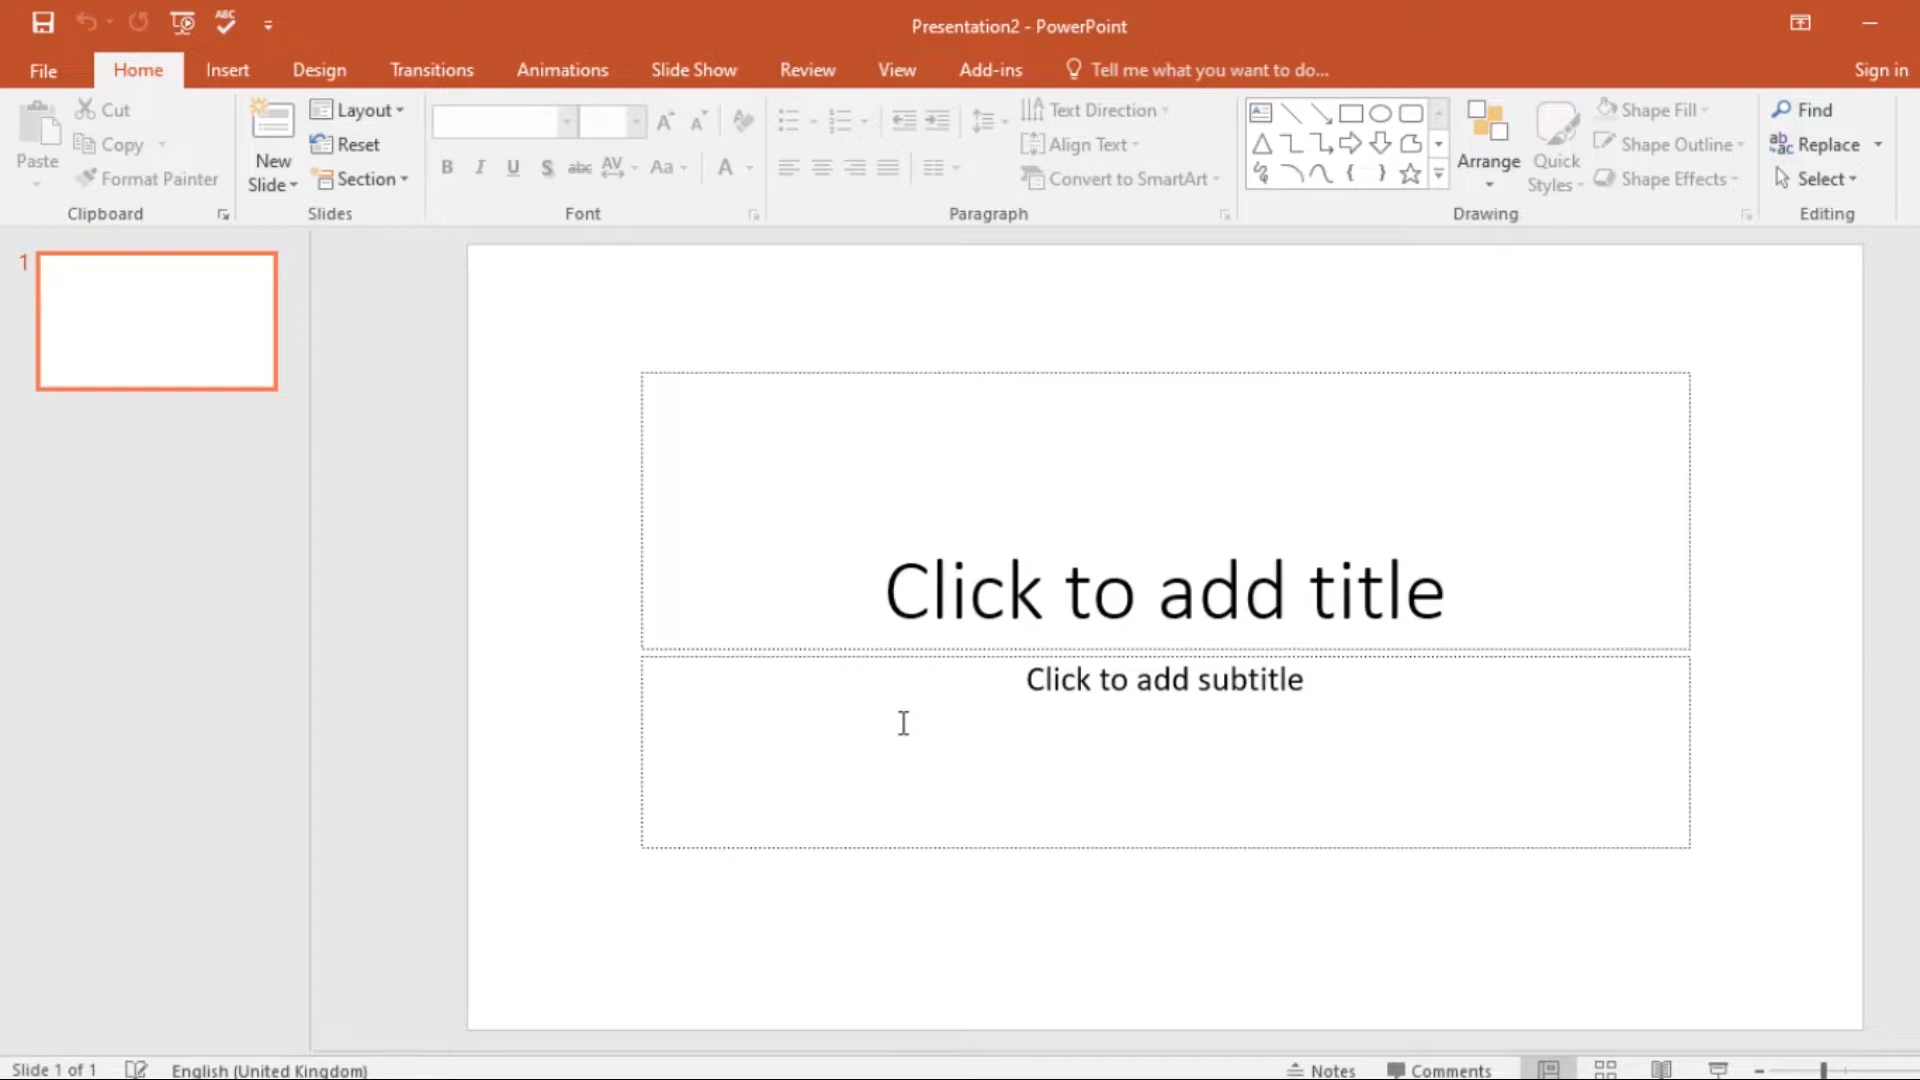 ABC
Presentation2 - PowerPoint
File Home Insert Design Transitions Animations Slide Show Review View Add-ins Tell me what you want to do... Sign in
Paste
Cut
Copy
Format Painter
Clipboard
New
Slide
Layout
Reset
Section
Slides
B I U S abc AV Aa A
Font
Text Direction
Align Text
Convert to SmartArt
Paragraph
Arrange
Quick
Styles
Shape Fill
Shape Outline
Shape Effects
Drawing
Find
Replace
Select
Editing
1
Click to add title
Click to add subtitle
Slide 1 of 1 English (United Kingdom) Notes Comments